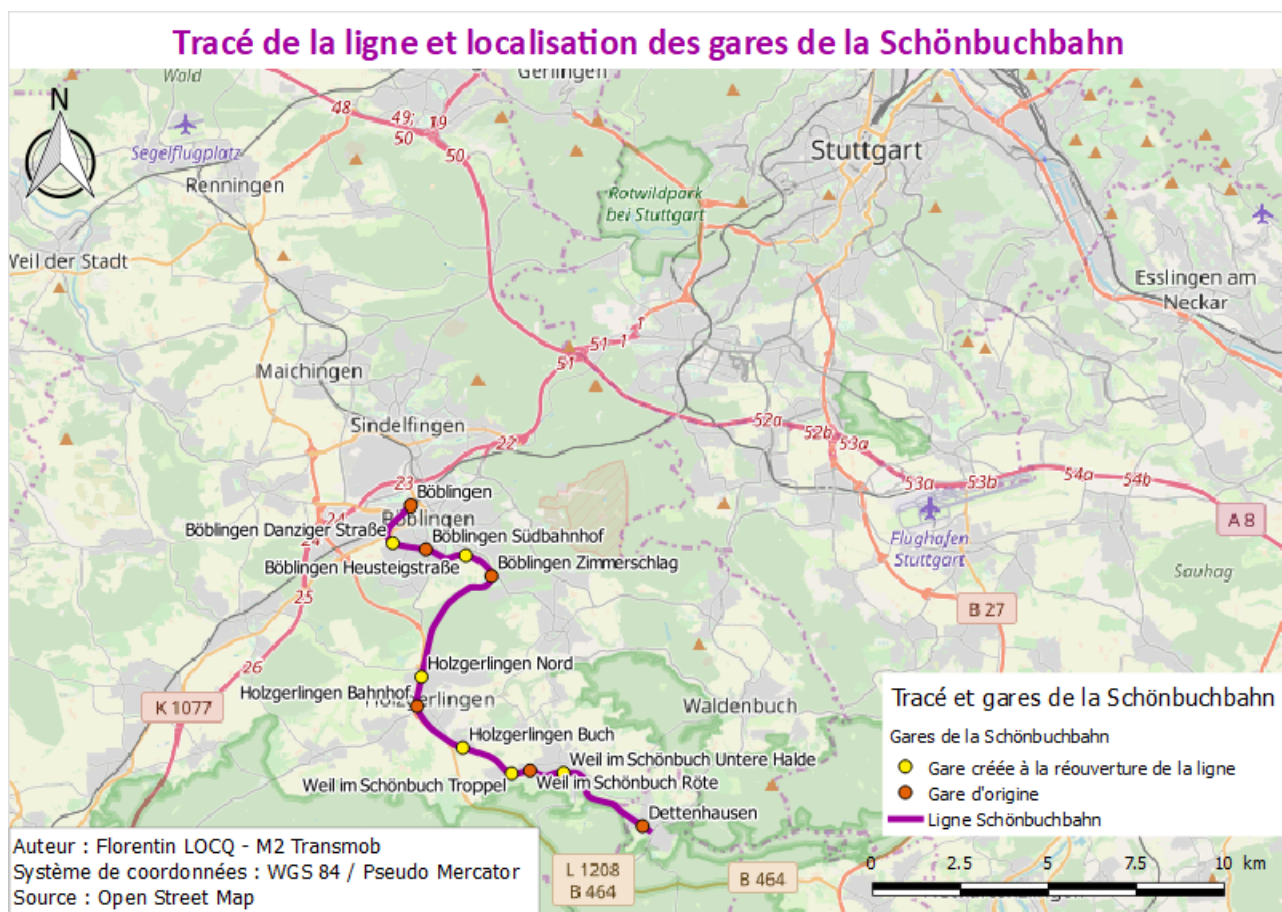 Tracé de la ligne et localisation des gares de la Schönbuchbahn
Wald
Gerlingen
N
48
49;
19
50
50
Segelflugplatz
Renningen
Stuttgart
Rotwildpark
bei Stuttgart
Weil der Stadt
Esslingen am
Neckar
1
51
1
51
Maichingen
Sindelfingen
52a
52b
53a
22
53a
53b
54a
54b
23
Böblingen
24
Böblingen
A 8
Böblingen Danziger Straße
Böblingen Südbahnhof
24
Flughafen
Stuttgart
Böblingen Heusteigstraße
Böblingen Zimmerschlag
Sauhag
25
B 27
26
Holzgerlingen Nord
Holzgerlingen Bahnhof
Holzgerlingen
K 1077
Waldenbuch
Holzgerlingen Buch
Weil im Schönbuch Untere Halde
Weil im Schönbuch Troppel
Weil im Schönbuch Röte
Dettenhausen
Tracé et gares de la Schönbuchbahn
Gares de la Schönbuchbahn
Gare créée à la réouverture de la ligne
Gare d'origine
Ligne Schönbuchbahn
Auteur : Florentin LOCQ - M2 Transmob
Système de coordonnées : WGS 84 / Pseudo Mercator
Source : Open Street Map
L 1208
B 464
B 464
0 2.5 5 7.5 10 km